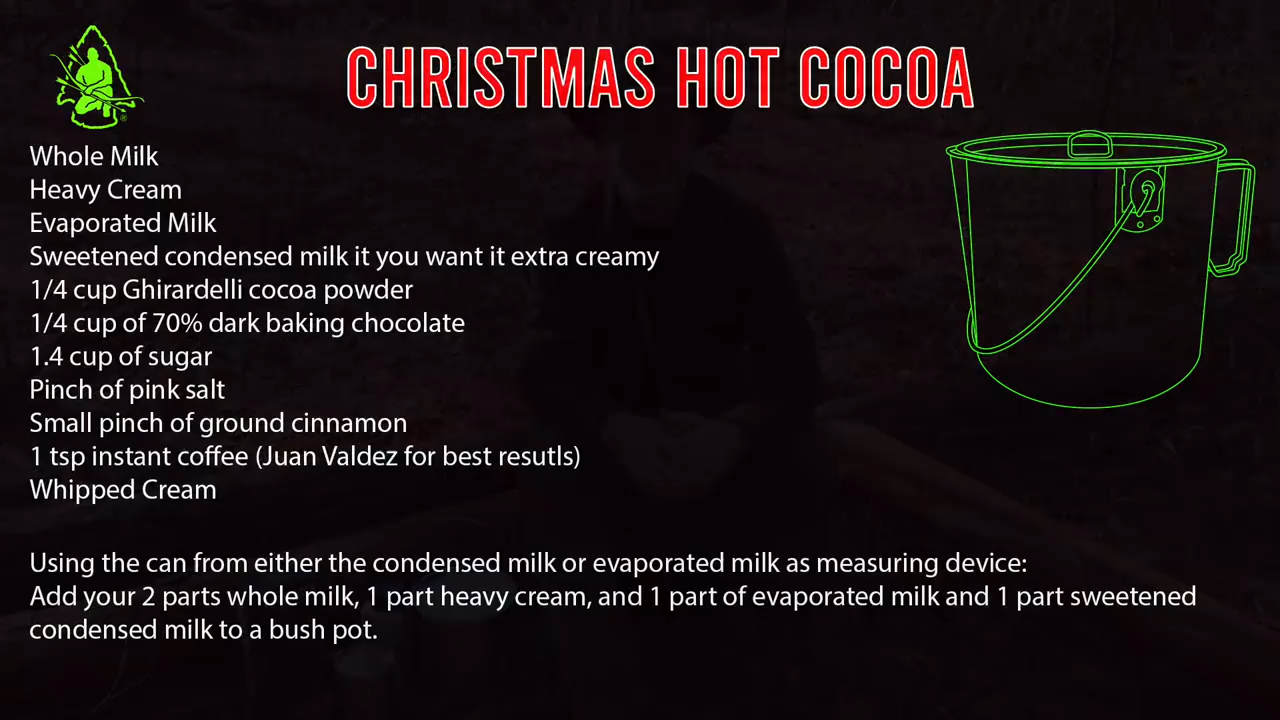 CHRISTMAS HOT COCOA
Whole Milk
Heavy Cream
Evaporated Milk
Sweetened condensed milk it you want it extra creamy
1/4 cup Ghirardelli cocoa powder
1/4 cup of 70% dark baking chocolate
1.4 cup of sugar
Pinch of pink salt
Small pinch of ground cinnamon
1 tsp instant coffee (Juan Valdez for best resutls)
Whipped Cream
Using the can from either the condensed milk or evaporated milk as measuring device:
Add your 2 parts whole milk, 1 part heavy cream, and 1 part of evaporated milk and 1 part sweetened
condensed milk to a bush pot.